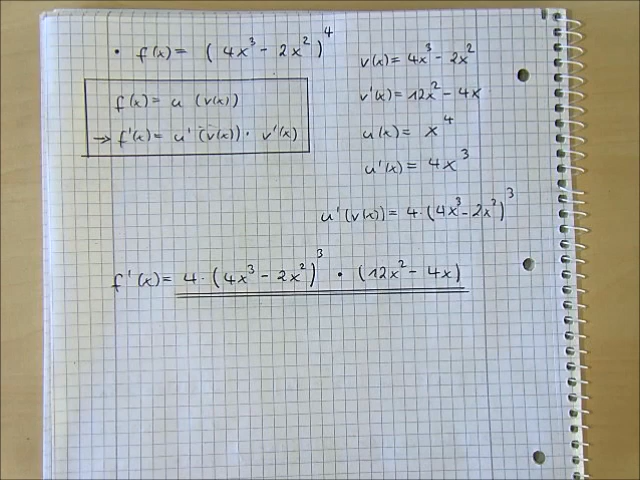 • f(x) = (4x³ - 2x²)⁴
f(x) = u (v(x))
→ f'(x) = u' (v(x)) · v'(x)
v(x) = 4x³ - 2x²
v'(x) = 12x² - 4x
u(x) = x⁴
u'(x) = 4x³
u'(v(x)) = 4·(4x³ - 2x²)³
f'(x) = 4·(4x³ - 2x²)³ · (12x² - 4x)